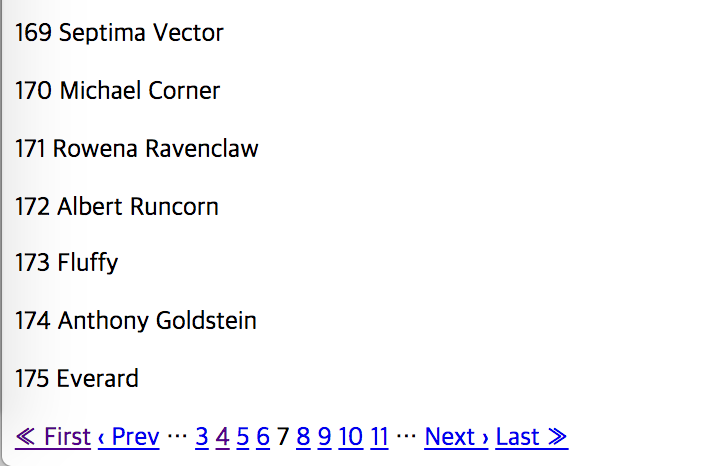 169 Septima Vector
170 Michael Corner
171 Rowena Ravenclaw
172 Albert Runcorn
173 Fluffy
174 Anthony Goldstein
175 Everard
≪ First ‹ Prev ⋯ 3 4 5 6 7 8 9 10 11 ⋯ Next › Last ≫